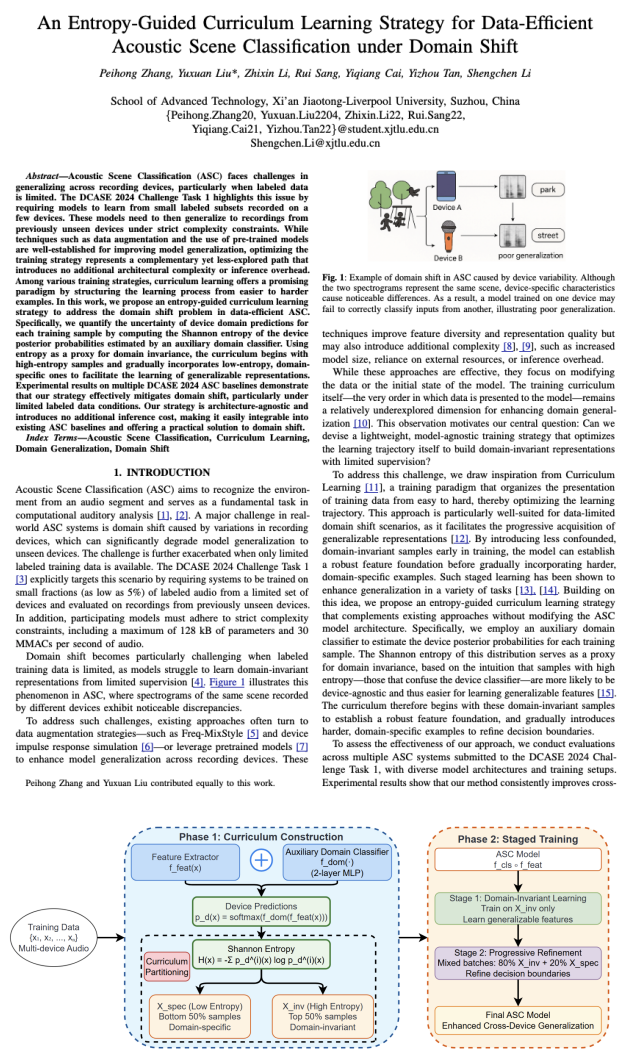 An Entropy-Guided Curriculum Learning Strategy for Data-Efficient
Acoustic Scene Classification under Domain Shift
Peihong Zhang, Yuxuan Liu*, Zhixin Li, Rui Sang, Yiqiang Cai, Yizhou Tan, Shengchen Li
School of Advanced Technology, Xi'an Jiaotong-Liverpool University, Suzhou, China
{Peihong.Zhang20, Yuxuan.Liu2204, Zhixin.Li22, Rui.Sang22,
Yiqiang.Cai21, Yizhou.Tan22}@student.xjtlu.edu.cn
Shengchen.Li@xjtlu.edu.cn
Abstract—Acoustic Scene Classification (ASC) faces challenges in
generalizing across recording devices, particularly when labeled data
is limited. The DCASE 2024 Challenge Task 1 highlights this issue by
requiring models to learn from small labeled subsets recorded on a
few devices. These models need to then generalize to recordings from
previously unseen devices under strict complexity constraints. While
techniques such as data augmentation and the use of pre-trained models
are well-established for improving model generalization, optimizing the
training strategy represents a complementary yet less-explored path that
introduces no additional architectural complexity or inference overhead.
Among various training strategies, curriculum learning offers a promising
paradigm by structuring the learning process from easier to harder
examples. In this work, we propose an entropy-guided curriculum learning
strategy to address the domain shift problem in data-efficient ASC.
Specifically, we quantify the uncertainty of device domain predictions for
each training sample by computing the Shannon entropy of the device
posterior probabilities estimated by an auxiliary domain classifier. Using
entropy as a proxy for domain invariance, the curriculum begins with
high-entropy samples and gradually incorporates low-entropy, domain-
specific ones to facilitate the learning of generalizable representations.
Experimental results on multiple DCASE 2024 ASC baselines demonstrate
that our strategy effectively mitigates domain shift, particularly under
limited labeled data conditions. Our strategy is architecture-agnostic and
introduces no additional inference cost, making it easily integrable into
existing ASC baselines and offering a practical solution to domain shift.
Index Terms—Acoustic Scene Classification, Curriculum Learning,
Domain Generalization, Domain Shift
1. INTRODUCTION
Acoustic Scene Classification (ASC) aims to recognize the environ-
ment from an audio segment and serves as a fundamental task in
computational auditory analysis [1], [2]. A major challenge in real-
world ASC systems is domain shift caused by variations in recording
devices, which can significantly degrade model generalization to
unseen devices. The challenge is further exacerbated when only limited
labeled training data is available. The DCASE 2024 Challenge Task 1
[3] explicitly targets this scenario by requiring systems to be trained on
small fractions (as low as 5%) of labeled audio from a limited set of
devices and evaluated on recordings from previously unseen devices.
In addition, participating models must adhere to strict complexity
constraints, including a maximum of 128 kB of parameters and 30
MMACs per second of audio.
Domain shift becomes particularly challenging when labeled
training data is limited, as models struggle to learn domain-invariant
representations from limited supervision [4]. Figure 1 illustrates this
phenomenon in ASC, where spectrograms of the same scene recorded
by different devices exhibit noticeable discrepancies.
To address such challenges, existing approaches often turn to
data augmentation strategies—such as Freq-MixStyle [5] and device
impulse response simulation [6]—or leverage pretrained models [7]
to enhance model generalization across recording devices. These
Peihong Zhang and Yuxuan Liu contributed equally to this work.
Device A
park
Device B
street
poor generalization
Fig. 1: Example of domain shift in ASC caused by device variability. Although
the two spectrograms represent the same scene, device-specific characteristics
cause noticeable differences. As a result, a model trained on one device may
fail to correctly classify inputs from another, illustrating poor generalization.
techniques improve feature diversity and representation quality but
may also introduce additional complexity [8], [9], such as increased
model size, reliance on external resources, or inference overhead.
While these approaches are effective, they focus on modifying
the data or the initial state of the model. The training curriculum
itself—the very order in which data is presented to the model—remains
a relatively underexplored dimension for enhancing domain general-
ization [10]. This observation motivates our central question: Can we
devise a lightweight, model-agnostic training strategy that optimizes
the learning trajectory itself to build domain-invariant representations
with limited supervision?
To address this challenge, we draw inspiration from Curriculum
Learning [11], a training paradigm that organizes the presentation
of training data from easy to hard, thereby optimizing the learning
trajectory. This approach is particularly well-suited for data-limited
domain shift scenarios, as it facilitates the progressive acquisition of
generalizable representations [12]. By introducing less confounded,
domain-invariant samples early in training, the model can establish
a robust feature foundation before gradually incorporating harder,
domain-specific examples. Such staged learning has been shown to
enhance generalization in a variety of tasks [13], [14]. Building on
this idea, we propose an entropy-guided curriculum learning strategy
that complements existing approaches without modifying the ASC
model architecture. Specifically, we employ an auxiliary domain
classifier to estimate the device posterior probabilities for each training
sample. The Shannon entropy of this distribution serves as a proxy
for domain invariance, based on the intuition that samples with high
entropy—those that confuse the device classifier—are more likely to be
device-agnostic and thus easier for learning generalizable features [15].
The curriculum therefore begins with these domain-invariant samples
to establish a robust feature foundation, and gradually introduces
harder, domain-specific examples to refine decision boundaries.
To assess the effectiveness of our approach, we conduct evaluations
across multiple ASC systems submitted to the DCASE 2024 Chal-
lenge Task 1, with diverse model architectures and training setups.
Experimental results show that our method consistently improves cross-
Training Data
{x₁, x₂, ..., xₙ}
Multi-device Audio
Phase 1: Curriculum Construction
Feature Extractor
f_feat(x)
Auxiliary Domain Classifier
f_dom(·)
(2-layer MLP)
Device Predictions
p_d(x) = softmax(f_dom(f_feat(x)))
Curriculum
Partitioning
Shannon Entropy
H(x) = -Σ p_d^(i)(x) log p_d^(i)(x)
X_spec (Low Entropy)
Bottom 50% samples
Domain-specific
X_inv (High Entropy)
Top 50% samples
Domain-invariant
Phase 2: Staged Training
ASC Model
f_cls ∘ f_feat
Stage 1: Domain-Invariant Learning
Train on X_inv only
Learn generalizable features
Stage 2: Progressive Refinement
Mixed batches: 80% X_inv + 20% X_spec
Refine decision boundaries
Final ASC Model
Enhanced Cross-Device Generalization